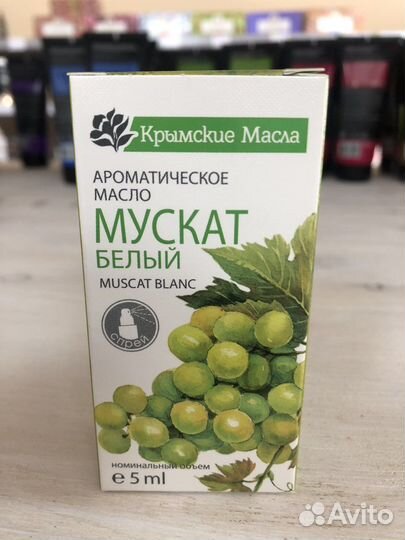 Крымские Масла
АРОМАТИЧЕСКОЕ
МАСЛО
МУСКАТ
БЕЛЫЙ
MUSCAT BLANC
спрей
номинальный объем
℮ 5 ml
Avito